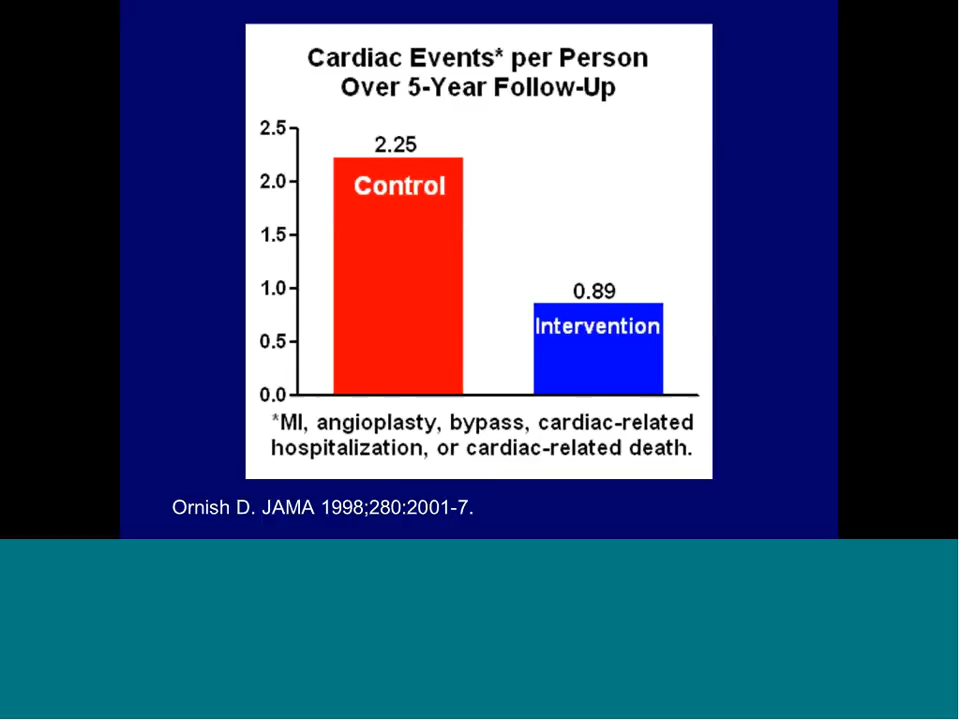 Cardiac Events* per Person
Over 5-Year Follow-Up
2.5
2.25
2.0
Control
1.5
1.0
0.89
Intervention
0.5
0.0
*MI, angioplasty, bypass, cardiac-related
hospitalization, or cardiac-related death.
Ornish D. JAMA 1998;280:2001-7.